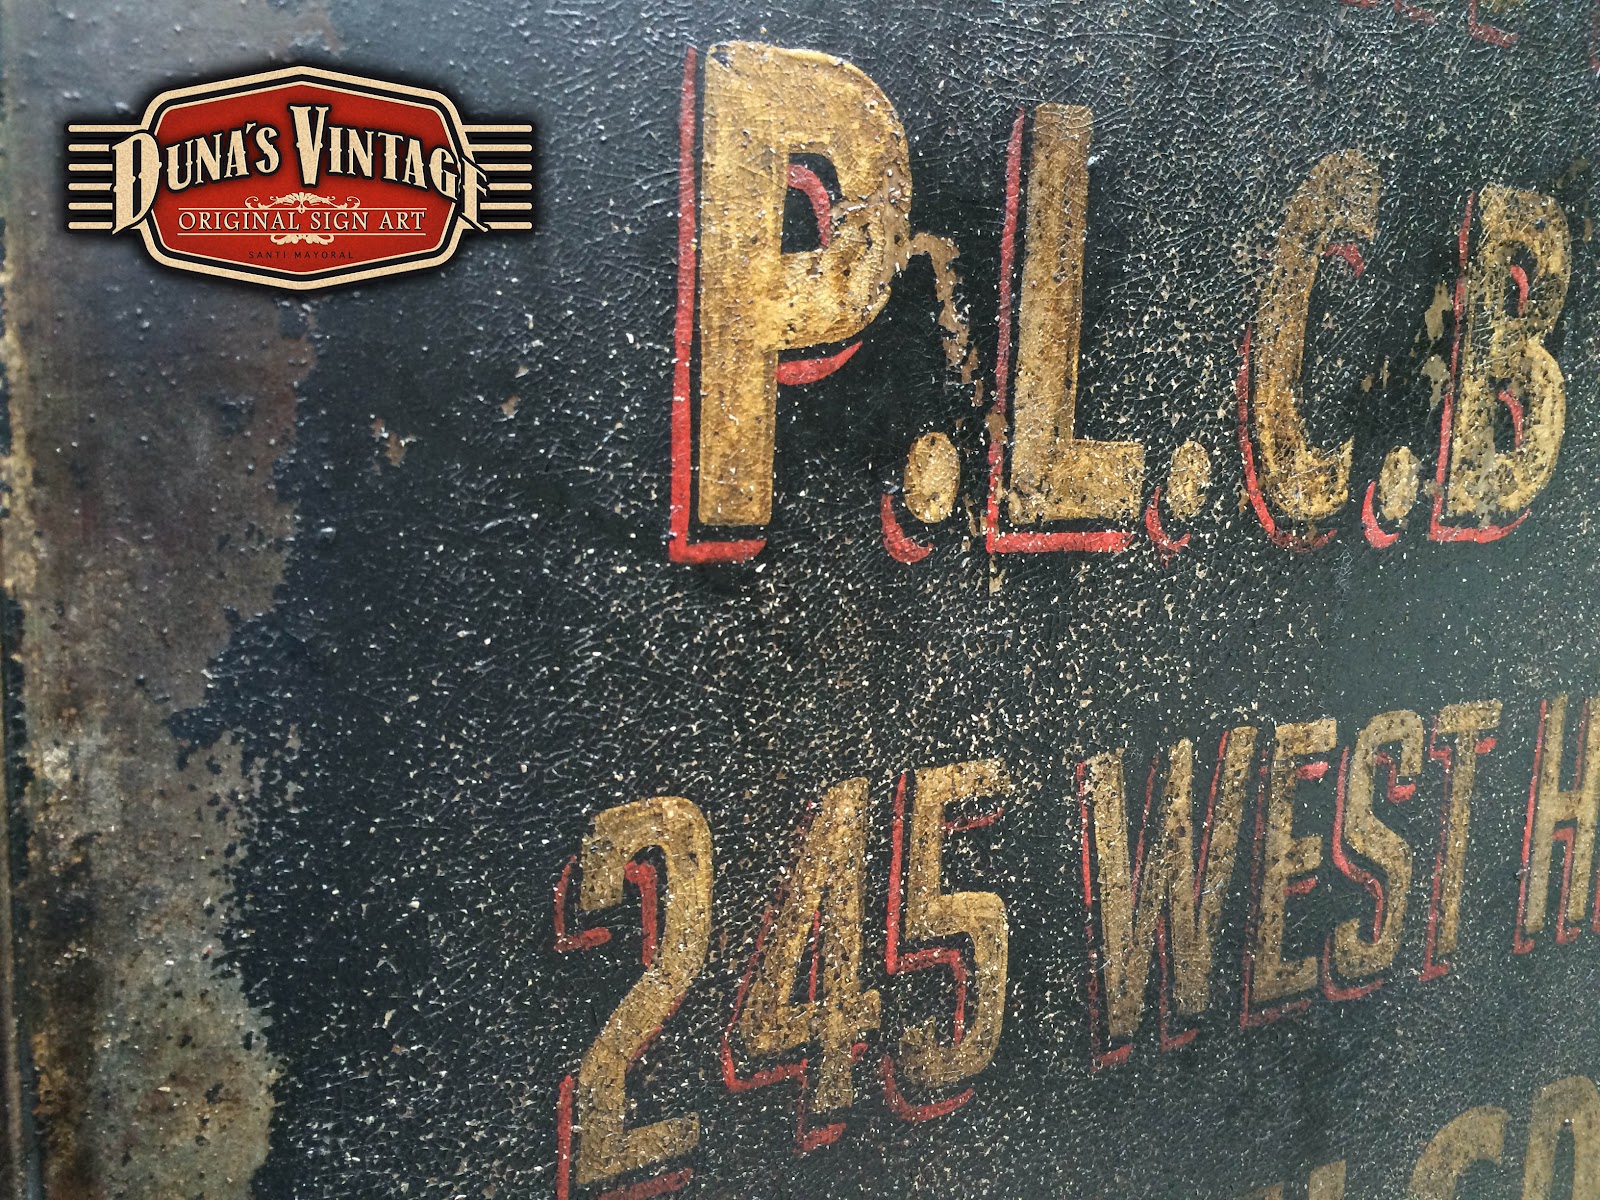 DUNA'S VINTAGE
ORIGINAL SIGN ART
SANTI MAYORAL
P.L.C.B
245 WEST H